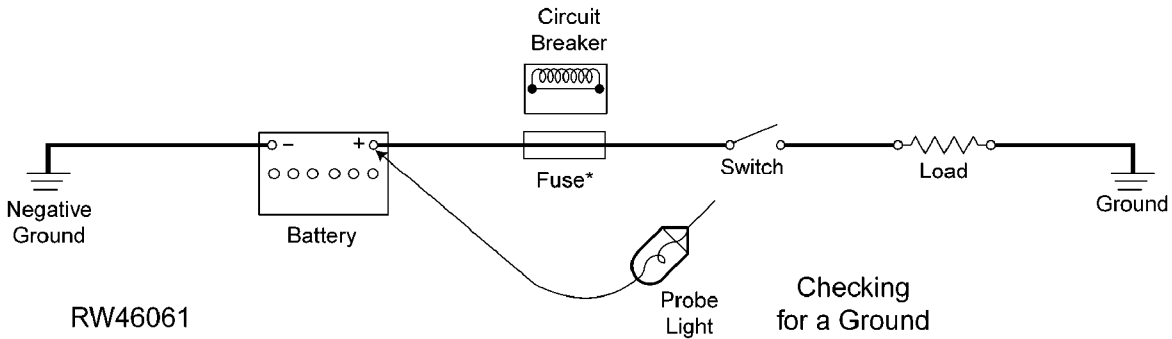 Circuit
Breaker
−
+
Fuse*
Switch
Load
Negative
Ground
Battery
Ground
Probe
Light
Checking
for a Ground
RW46061